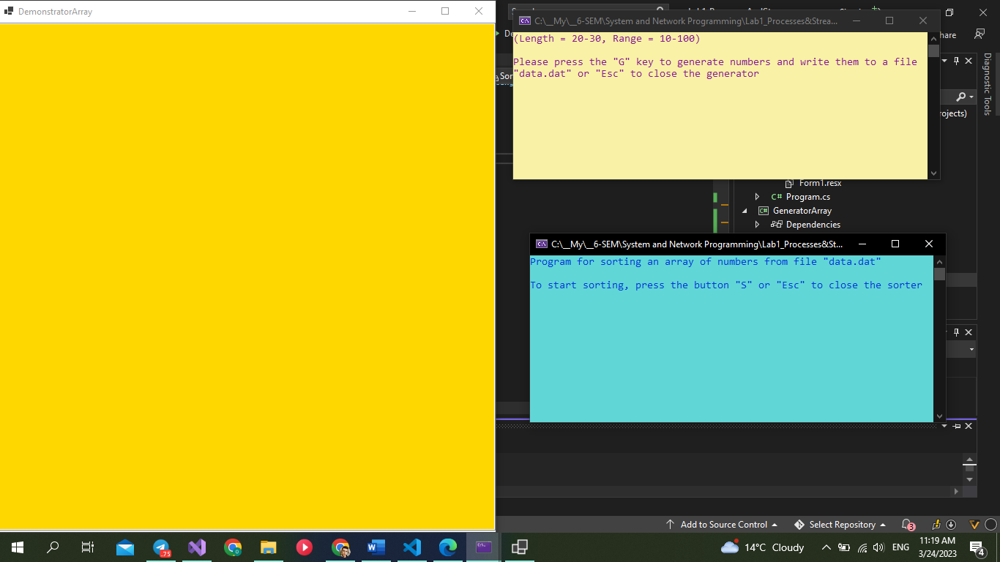 DemonstratorArray
C:\__My\__6-SEM\System and Network Programming\Lab1_Processes&Strea...
(Length = 20-30, Range = 10-100)
Please press the "G" key to generate numbers and write them to a file
"data.dat" or "Esc" to close the generator
Diagnostic Tools
Form1.resx
C# Program.cs
C# GeneratorArray
Dependencies
C:\__My\__6-SEM\System and Network Programming\Lab1_Processes&St...
Program for sorting an array of numbers from file "data.dat"
To start sorting, press the button "S" or "Esc" to close the sorter
Add to Source Control
Select Repository
3
.75
14°C Cloudy
ENG
11:19 AM
3/24/2023
4